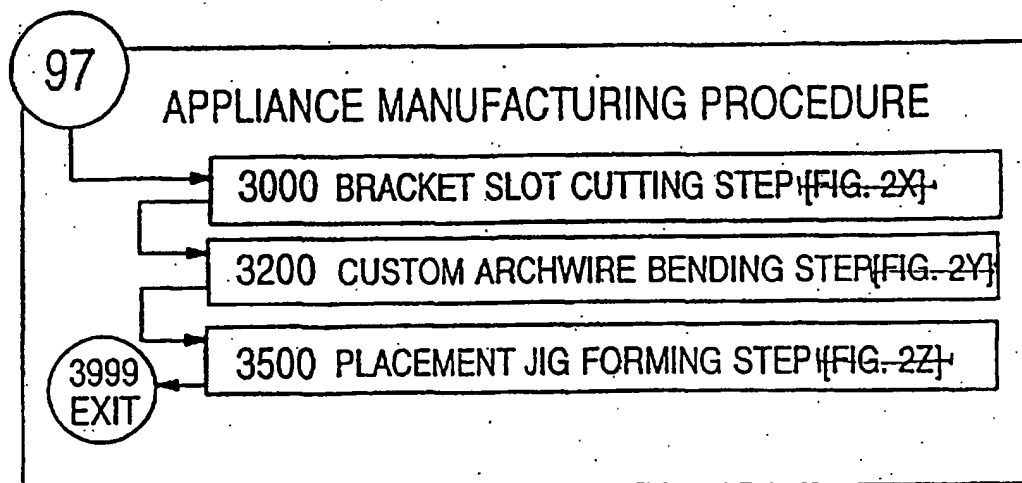 97
APPLIANCE MANUFACTURING PROCEDURE
3000 BRACKET SLOT CUTTING STEP [FIG. 2X]
3200 CUSTOM ARCHWIRE BENDING STEP [FIG. 2Y]
3500 PLACEMENT JIG FORMING STEP [FIG. 2Z]
3999
EXIT